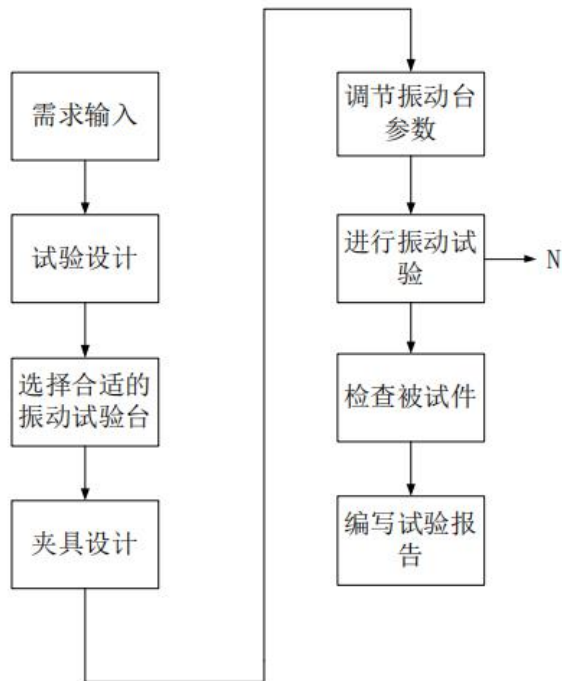 需求输入
试验设计
选择合适的
振动试验台
夹具设计
调节振动台
参数
进行振动试
验
N
检查被试件
编写试验报
告